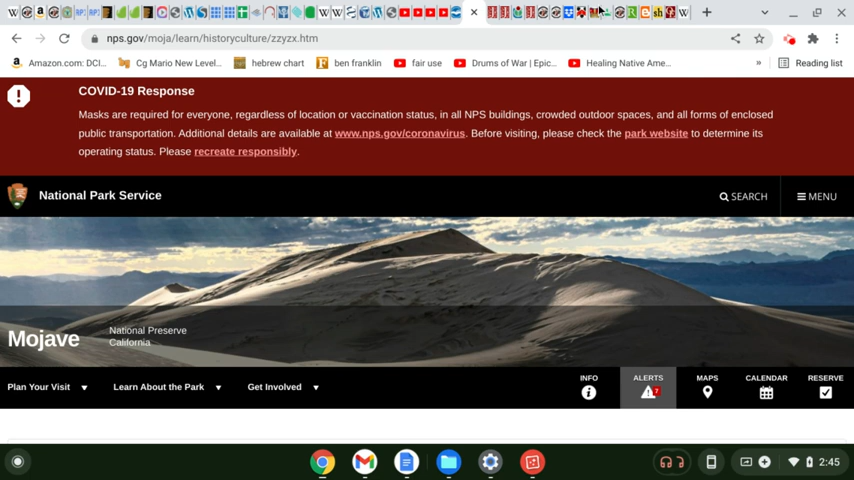 nps.gov/moja/learn/historyculture/zzyzx.htm
Amazon.com: DCI... Cg Mario New Level... hebrew chart ben franklin fair use Drums of War | Epic... Healing Native Ame... » Reading list
COVID-19 Response
Masks are required for everyone, regardless of location or vaccination status, in all NPS buildings, crowded outdoor spaces, and all forms of enclosed
public transportation. Additional details are available at www.nps.gov/coronavirus. Before visiting, please check the park website to determine its
operating status. Please recreate responsibly.
National Park Service SEARCH MENU
Mojave
National Preserve
California
Plan Your Visit Learn About the Park Get Involved INFO ALERTS 7 MAPS CALENDAR RESERVE
2:45